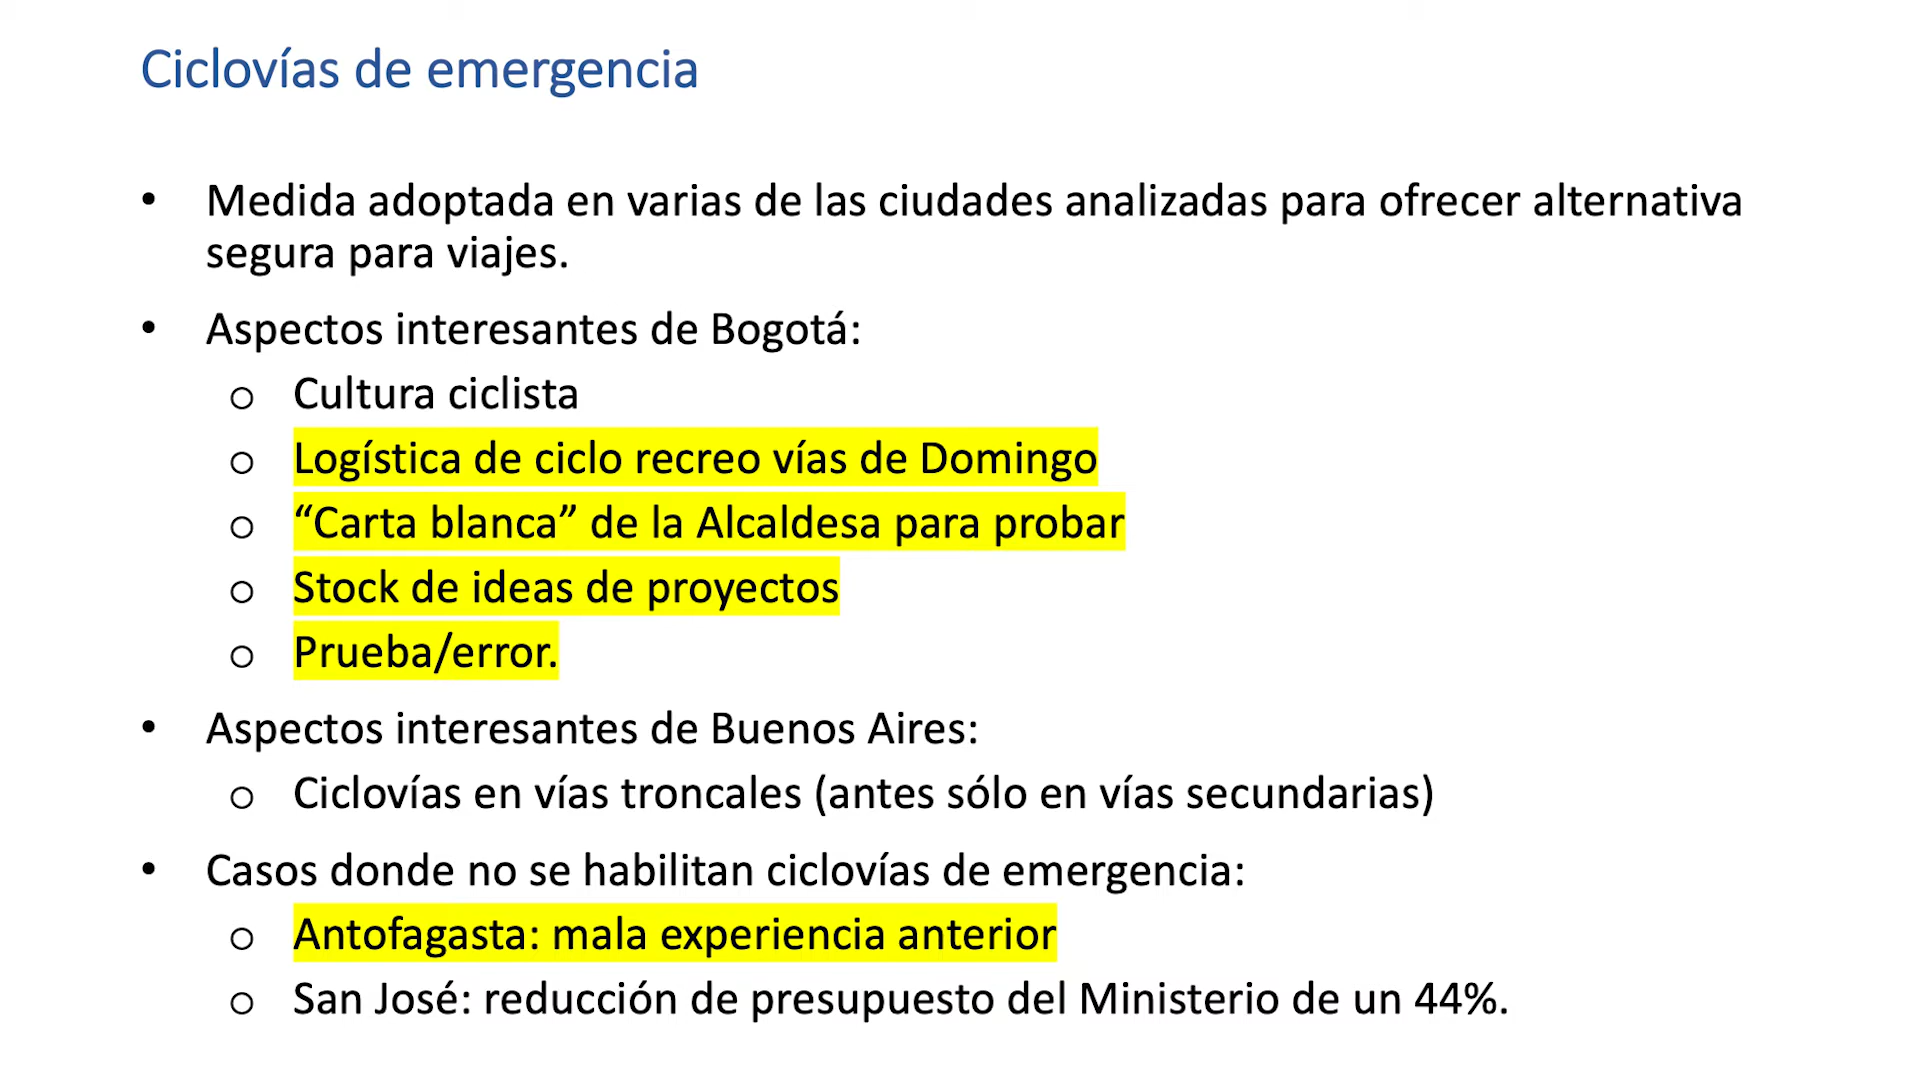 Ciclovías de emergencia
• Medida adoptada en varias de las ciudades analizadas para ofrecer alternativa
segura para viajes.
• Aspectos interesantes de Bogotá:
o Cultura ciclista
o Logística de ciclo recreo vías de Domingo
o “Carta blanca” de la Alcaldesa para probar
o Stock de ideas de proyectos
o Prueba/error.
• Aspectos interesantes de Buenos Aires:
o Ciclovías en vías troncales (antes sólo en vías secundarias)
• Casos donde no se habilitan ciclovías de emergencia:
o Antofagasta: mala experiencia anterior
o San José: reducción de presupuesto del Ministerio de un 44%.